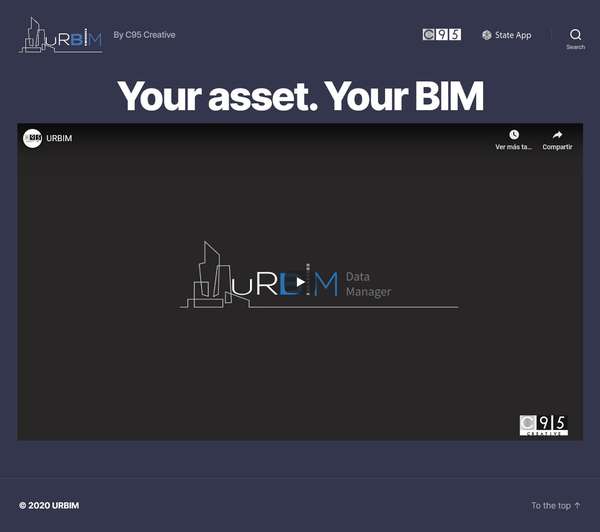 URBIM
By C95 Creative
C95
State App
Search
Your asset. Your BIM
URBIM
Ver más ta...
Compartir
URBIM
Data
Manager
C95
CREATIVE
© 2020 URBIM
To the top ↑